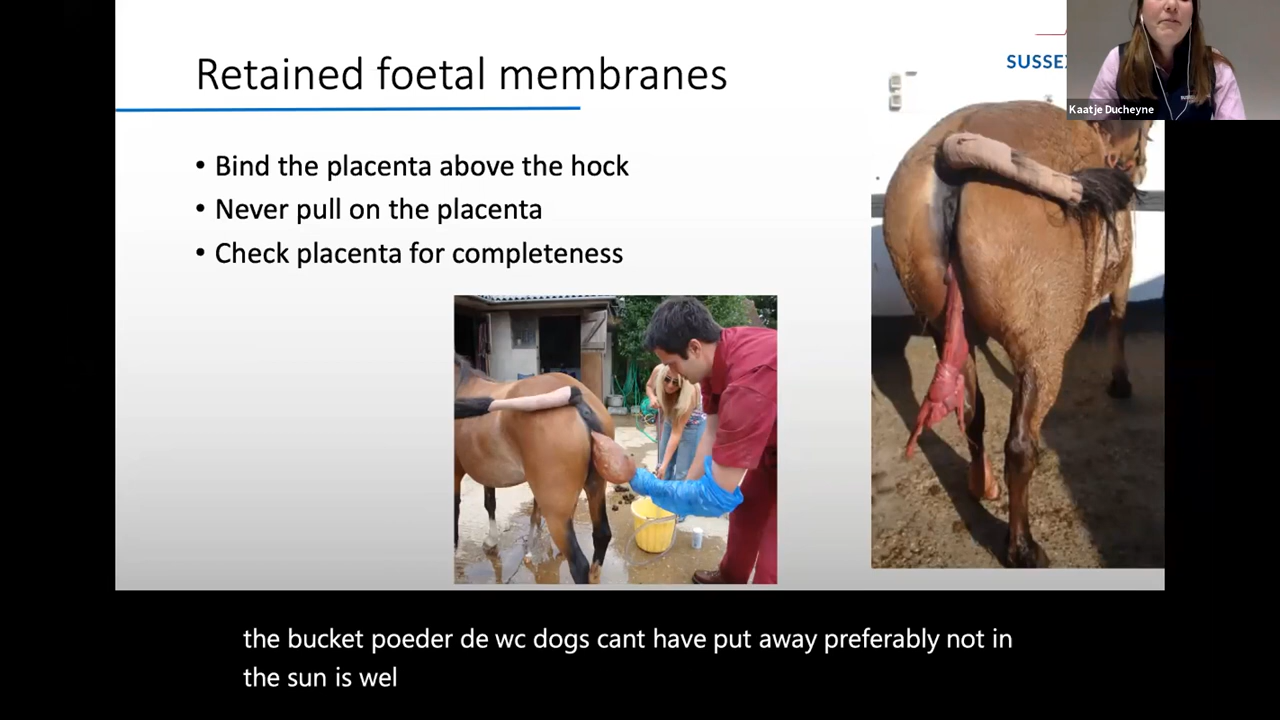 Retained foetal membranes
SUSSE
Kaatje Ducheyne
• Bind the placenta above the hock
• Never pull on the placenta
• Check placenta for completeness
the bucket poeder de wc dogs cant have put away preferably not in
the sun is wel